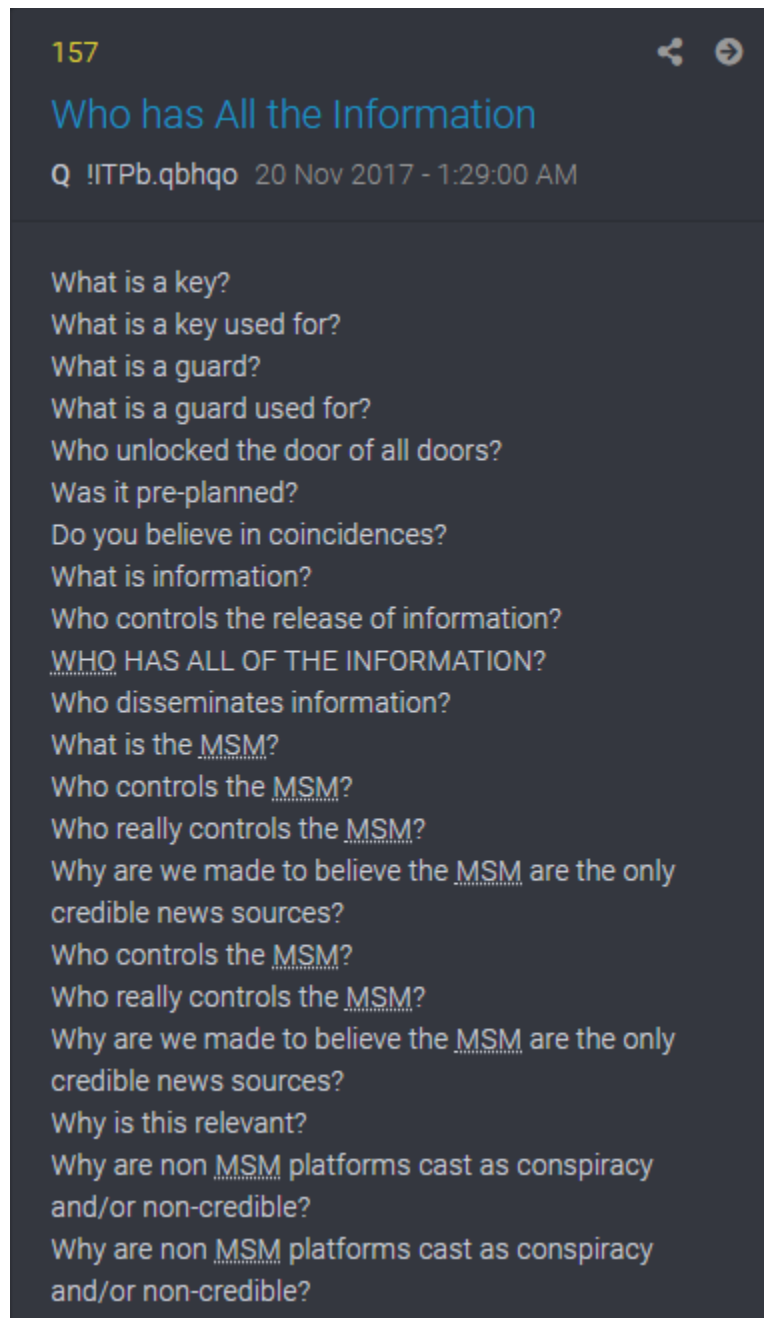 157
Who has All the Information
Q !ITPb.qbhqo 20 Nov 2017 - 1:29:00 AM
What is a key?
What is a key used for?
What is a guard?
What is a guard used for?
Who unlocked the door of all doors?
Was it pre-planned?
Do you believe in coincidences?
What is information?
Who controls the release of information?
WHO HAS ALL OF THE INFORMATION?
Who disseminates information?
What is the MSM?
Who controls the MSM?
Who really controls the MSM?
Why are we made to believe the MSM are the only
credible news sources?
Who controls the MSM?
Who really controls the MSM?
Why are we made to believe the MSM are the only
credible news sources?
Why is this relevant?
Why are non MSM platforms cast as conspiracy
and/or non-credible?
Why are non MSM platforms cast as conspiracy
and/or non-credible?